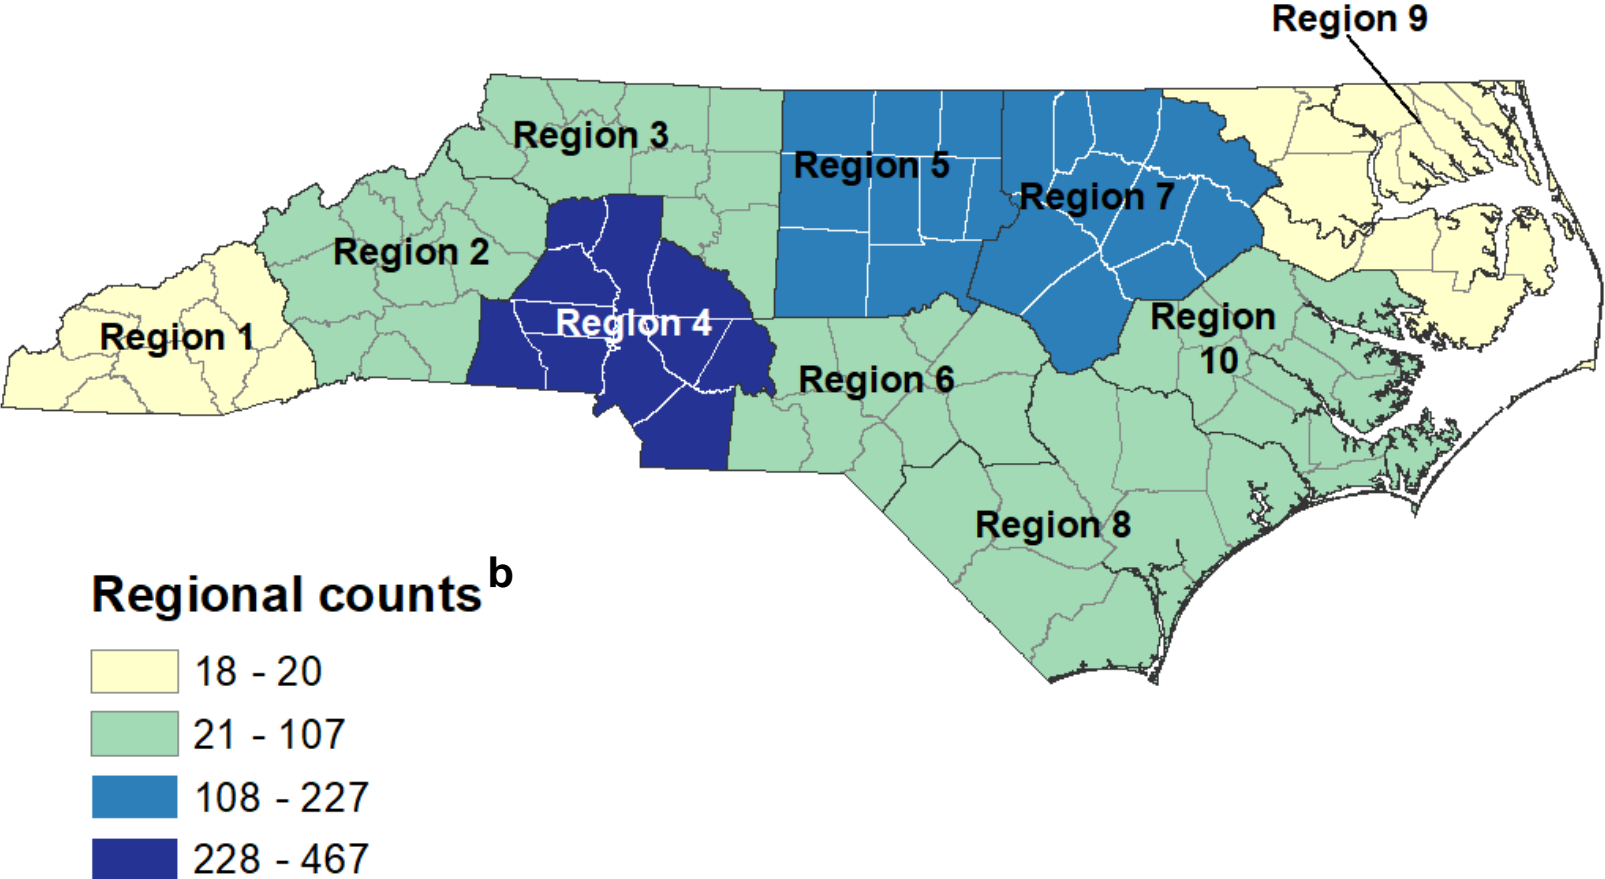 Region 9
Region 3
Region 5
Region 7
Region 2
Region 1
Region 4
Region
10
Region 6
Region 8
Regional counts b
18 - 20
21 - 107
108 - 227
228 - 467